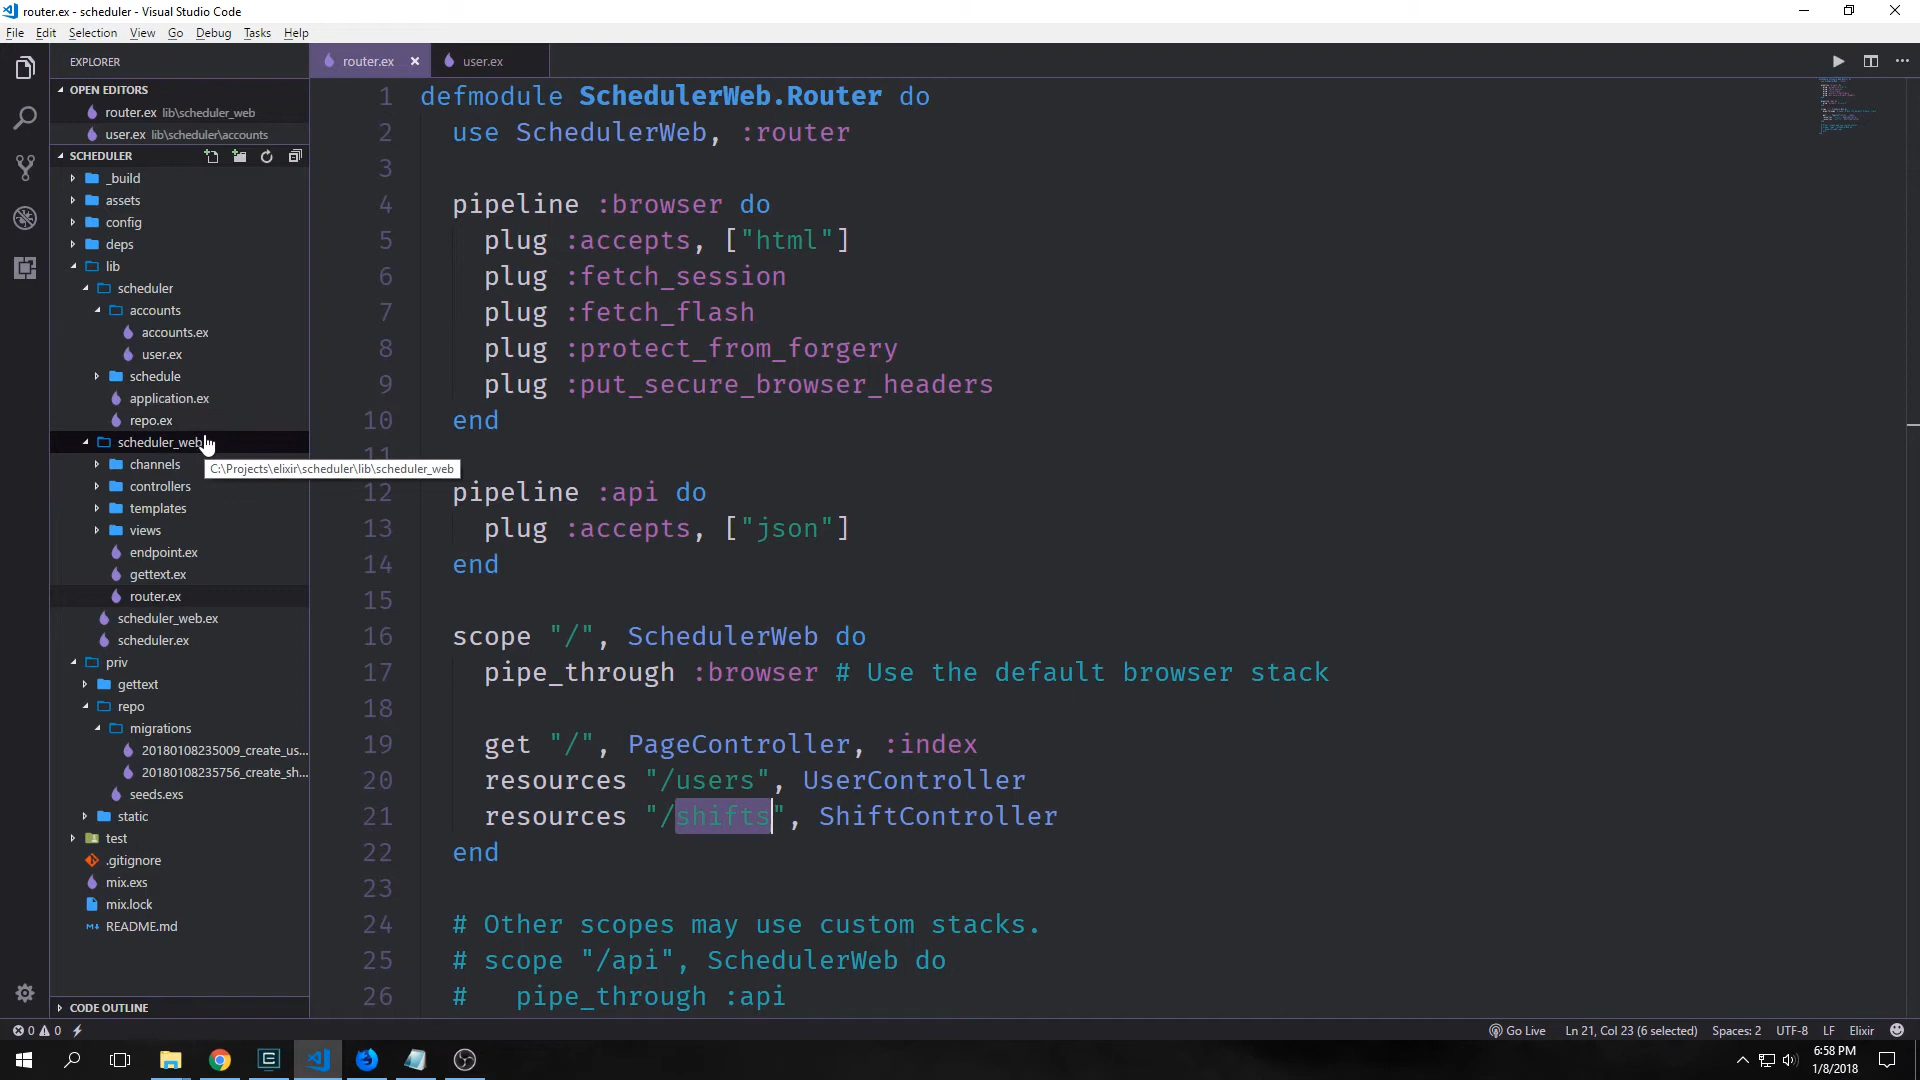 router.ex - scheduler - Visual Studio Code
File Edit Selection View Go Debug Tasks Help
EXPLORER
OPEN EDITORS
router.ex lib\scheduler_web
user.ex lib\scheduler\accounts
SCHEDULER
_build
assets
config
deps
lib
scheduler
accounts
accounts.ex
user.ex
schedule
application.ex
repo.ex
scheduler_web
C:\Projects\elixir\scheduler\lib\scheduler_web
channels
controllers
templates
views
endpoint.ex
gettext.ex
router.ex
scheduler_web.ex
scheduler.ex
priv
gettext
repo
migrations
20180108235009_create_us...
20180108235756_create_sh...
seeds.exs
static
test
.gitignore
mix.exs
mix.lock
README.md
CODE OUTLINE
router.ex user.ex
1 defmodule SchedulerWeb.Router do
2 use SchedulerWeb, :router
3
4 pipeline :browser do
5 plug :accepts, ["html"]
6 plug :fetch_session
7 plug :fetch_flash
8 plug :protect_from_forgery
9 plug :put_secure_browser_headers
10 end
11
12 pipeline :api do
13 plug :accepts, ["json"]
14 end
15
16 scope "/", SchedulerWeb do
17 pipe_through :browser # Use the default browser stack
18
19 get "/", PageController, :index
20 resources "/users", UserController
21 resources "/shifts", ShiftController
22 end
23
24 # Other scopes may use custom stacks.
25 # scope "/api", SchedulerWeb do
26 #   pipe_through :api
0 0 Go Live Ln 21, Col 23 (6 selected) Spaces: 2 UTF-8 LF Elixir
6:58 PM
1/8/2018